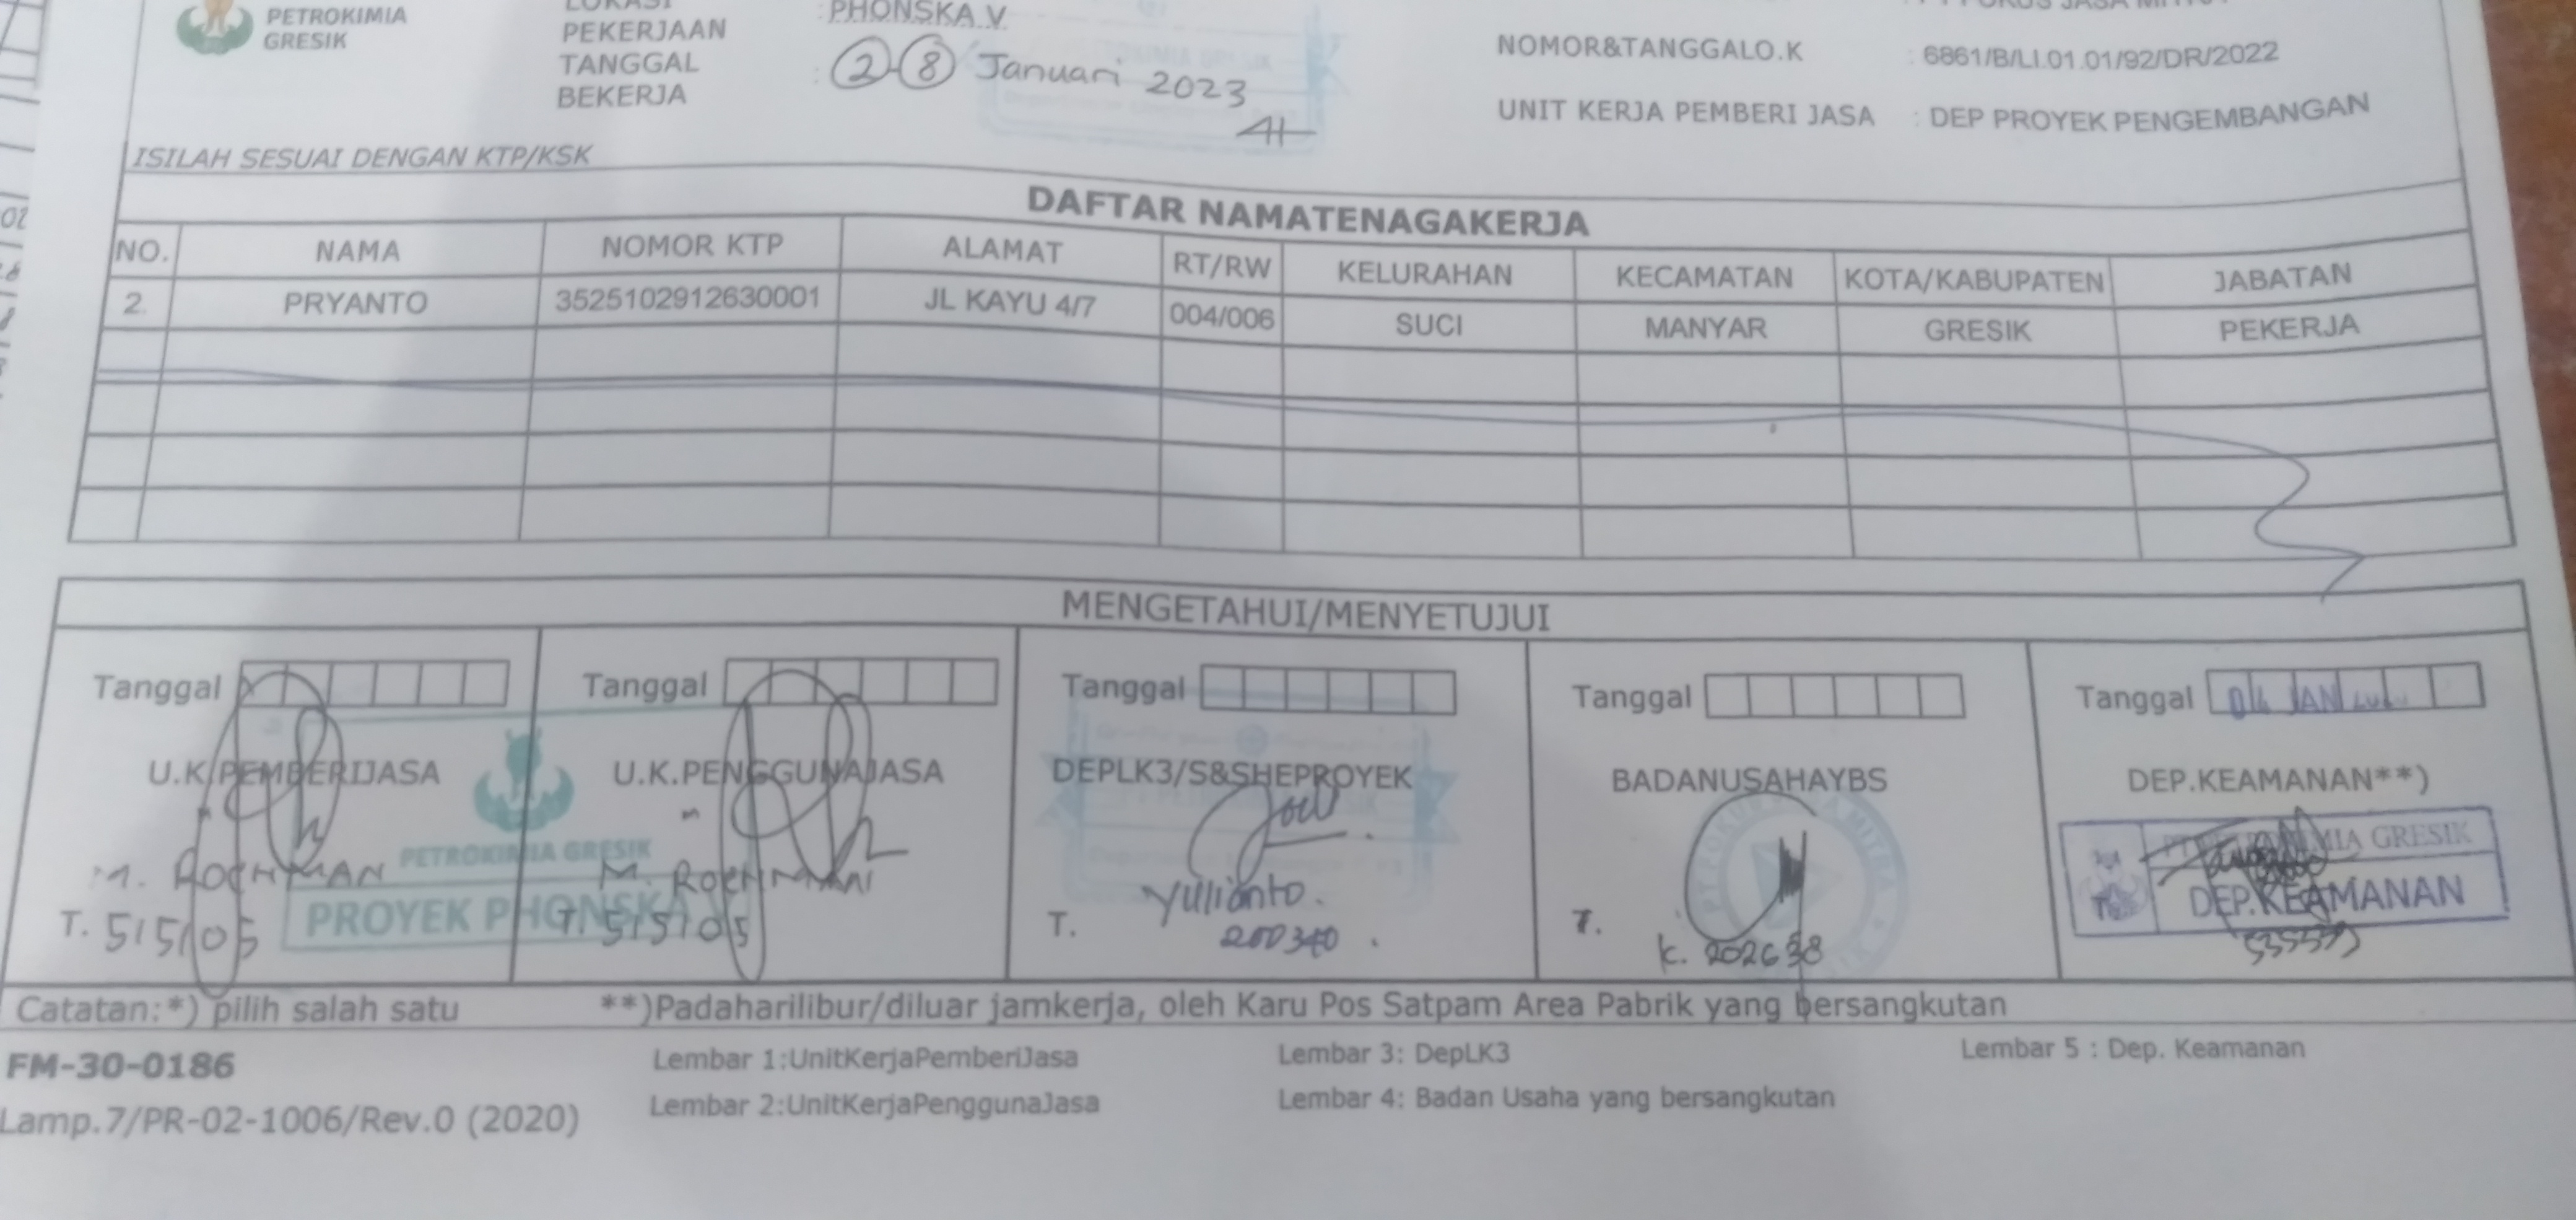 PETROKIMIA
GRESIK
PEKERJAAN
TANGGAL
BEKERJA
: PHONSKA V
: 2-8 Januari 2023
NOMOR&TANGGALO.K : 6861/B/LI.01.01/92/DR/2022
UNIT KERJA PEMBERI JASA : DEP PROYEK PENGEMBANGAN
ISILAH SESUAI DENGAN KTP/KSK
DAFTAR NAMATENAGAKERJA
NO. NAMA NOMOR KTP ALAMAT RT/RW KELURAHAN KECAMATAN KOTA/KABUPATEN JABATAN
2. PRYANTO 3525102912630001 JL KAYU 4/7 004/006 SUCI MANYAR GRESIK PEKERJA
MENGETAHUI/MENYETUJUI
Tanggal Tanggal Tanggal Tanggal Tanggal 04 JAN
U.K.PEMBERIJASA U.K.PENGGUNAJASA DEPLK3/S&SHEPROYEK BADANUSAHAYBS DEP.KEAMANAN**)
PETROKIMIA GRESIK
PROYEK PHONSKA
M. ROCHMAN M. ROCHMAN Yulianto.
T. 515105 T. 515105 T. 200340. T. K. 202638
GRESIK
DEP.KEAMANAN
Catatan:*) pilih salah satu **)Padaharilibur/diluar jamkerja, oleh Karu Pos Satpam Area Pabrik yang bersangkutan
FM-30-0186
Lamp.7/PR-02-1006/Rev.0 (2020)
Lembar 1:UnitKerjaPemberiJasa
Lembar 2:UnitKerjaPenggunaJasa
Lembar 3: DepLK3
Lembar 4: Badan Usaha yang bersangkutan
Lembar 5 : Dep. Keamanan